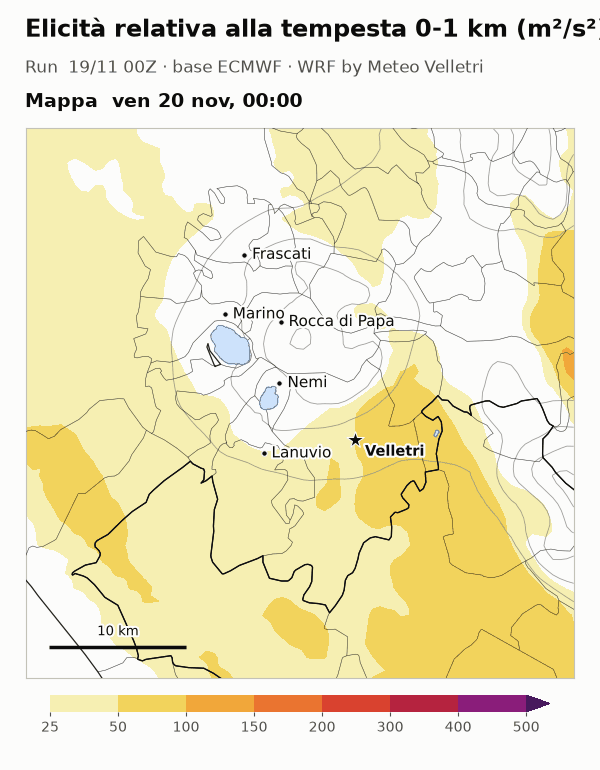 Elicità relativa alla tempesta 0-1 km (m²/s²)
Run 19/11 00Z · base ECMWF · WRF by Meteo Velletri
Mappa ven 20 nov, 00:00
Frascati
Marino
Rocca di Papa
Nemi
Velletri
Lanuvio
10 km
25 50 100 150 200 300 400 500